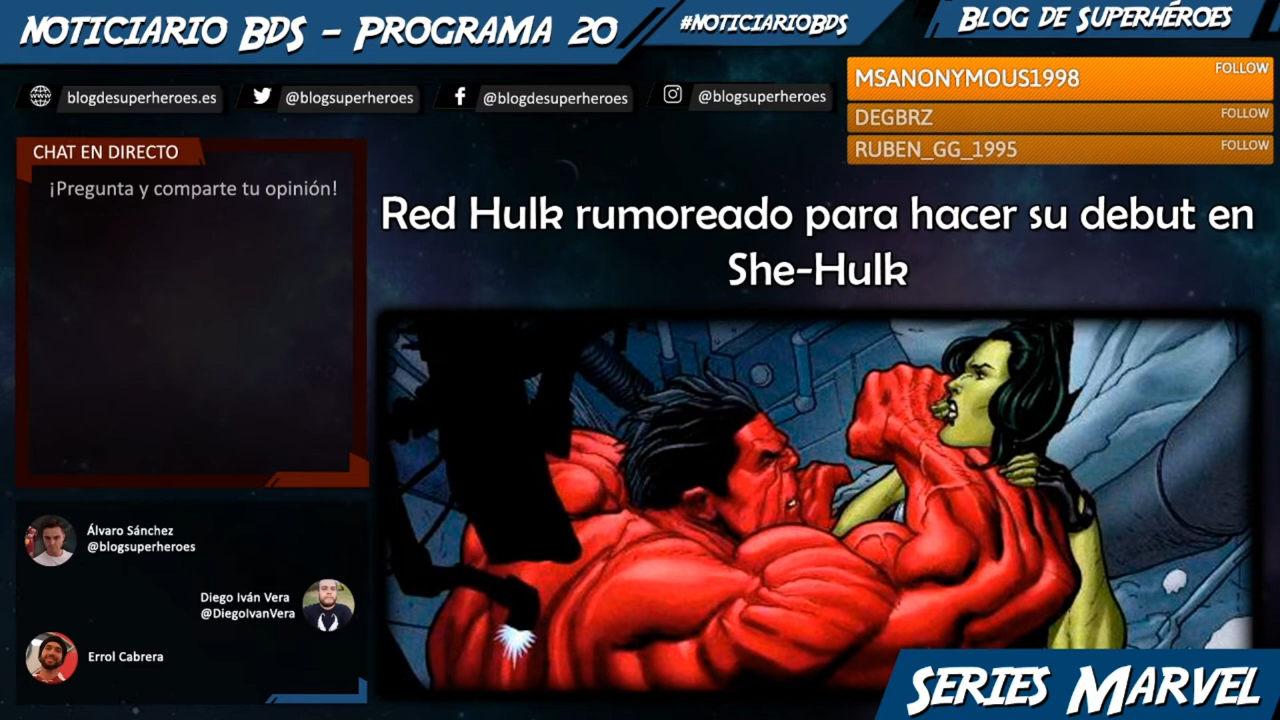 NOTICIARIO BDS - PROGRAMA 20
#NOTICIARIOBDS
BLOG DE SUPERHÉROES
www
blogdesuperheroes.es
@blogsuperheroes
@blogdesuperheroes
@blogsuperheroes
MSANONYMOUS1998 FOLLOW
DEGBRZ FOLLOW
RUBEN_GG_1995 FOLLOW
CHAT EN DIRECTO
¡Pregunta y comparte tu opinión!
Red Hulk rumoreado para hacer su debut en
She-Hulk
Álvaro Sánchez
@blogsuperheroes
Diego Iván Vera
@DiegoIvanVera
Errol Cabrera
SERIES MARVEL